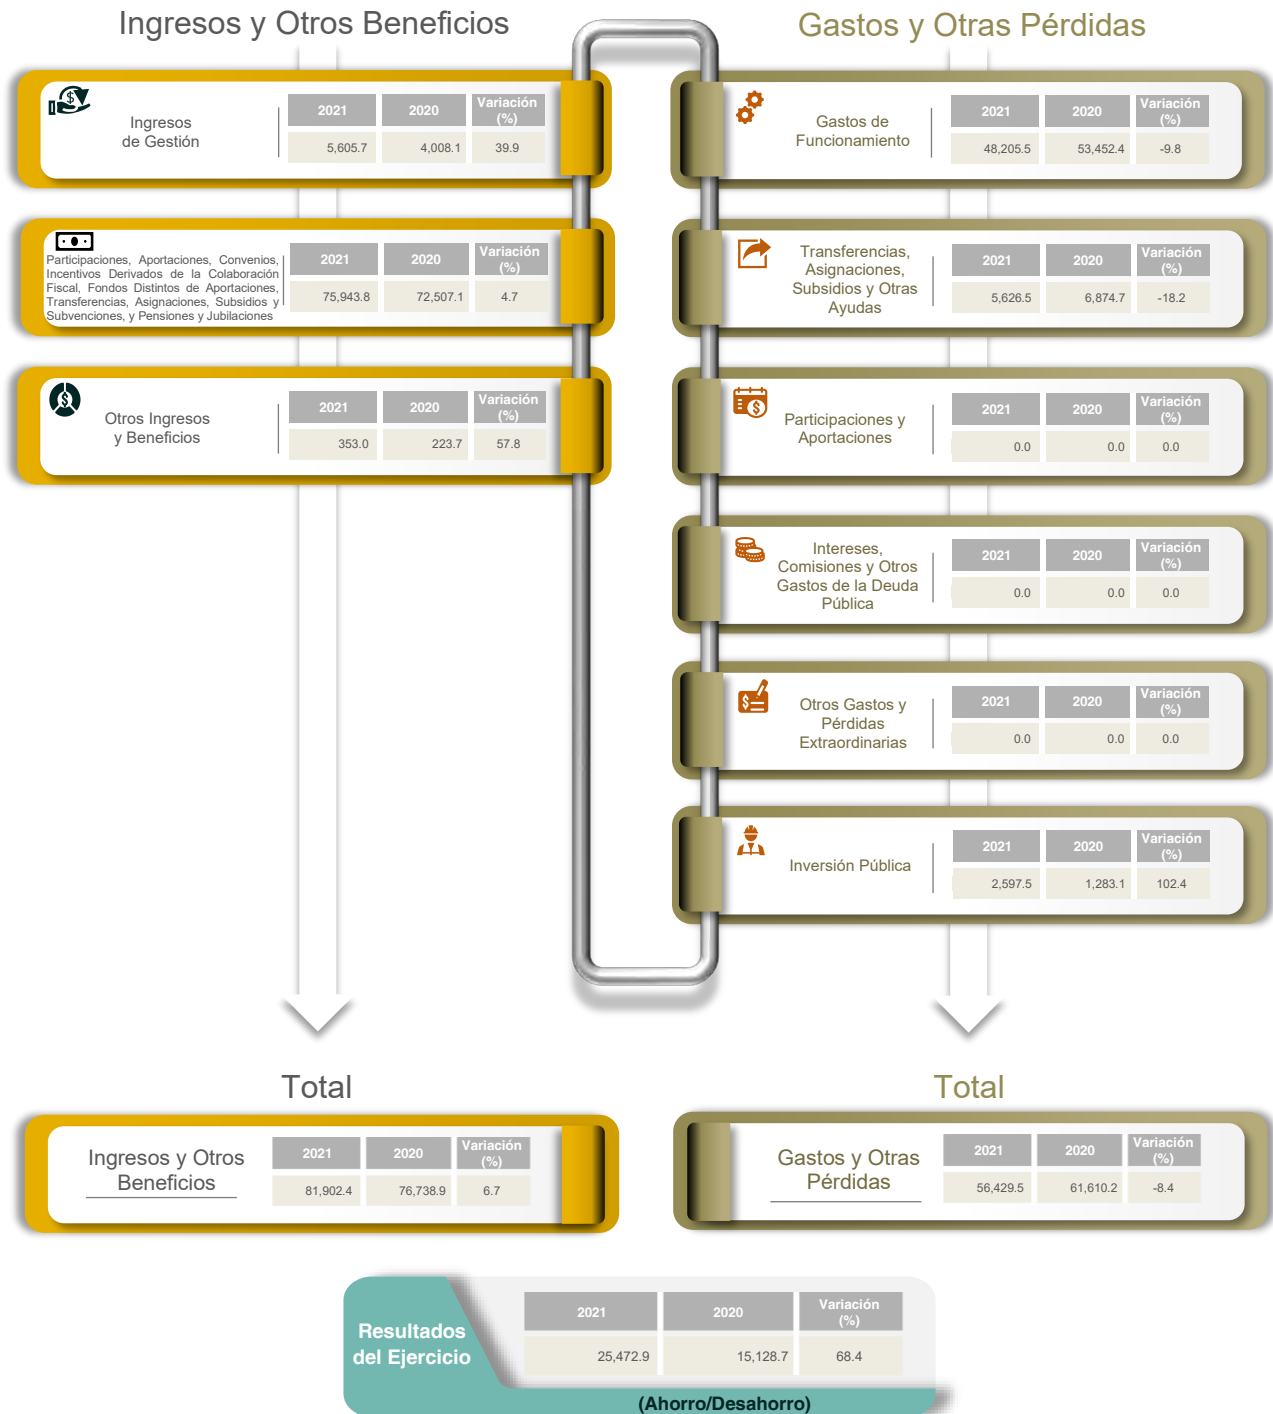 Ingresos y Otros Beneficios
Ingresos
de Gestión
2021 2020 Variación (%)
5,605.7 4,008.1 39.9
Participaciones, Aportaciones, Convenios,
Incentivos Derivados de la Colaboración
Fiscal, Fondos Distintos de Aportaciones,
Transferencias, Asignaciones, Subsidios y
Subvenciones, y Pensiones y Jubilaciones
2021 2020 Variación (%)
75,943.8 72,507.1 4.7
Otros Ingresos
y Beneficios
2021 2020 Variación (%)
353.0 223.7 57.8
Gastos y Otras Pérdidas
Gastos de
Funcionamiento
2021 2020 Variación (%)
48,205.5 53,452.4 -9.8
Transferencias,
Asignaciones,
Subsidios y Otras
Ayudas
2021 2020 Variación (%)
5,626.5 6,874.7 -18.2
Participaciones y
Aportaciones
2021 2020 Variación (%)
0.0 0.0 0.0
Intereses,
Comisiones y Otros
Gastos de la Deuda
Pública
2021 2020 Variación (%)
0.0 0.0 0.0
Otros Gastos y
Pérdidas
Extraordinarias
2021 2020 Variación (%)
0.0 0.0 0.0
Inversión Pública
2021 2020 Variación (%)
2,597.5 1,283.1 102.4
Total
Ingresos y Otros
Beneficios
2021 2020 Variación (%)
81,902.4 76,738.9 6.7
Total
Gastos y Otras
Pérdidas
2021 2020 Variación (%)
56,429.5 61,610.2 -8.4
Resultados
del Ejercicio
2021 2020 Variación (%)
25,472.9 15,128.7 68.4
(Ahorro/Desahorro)